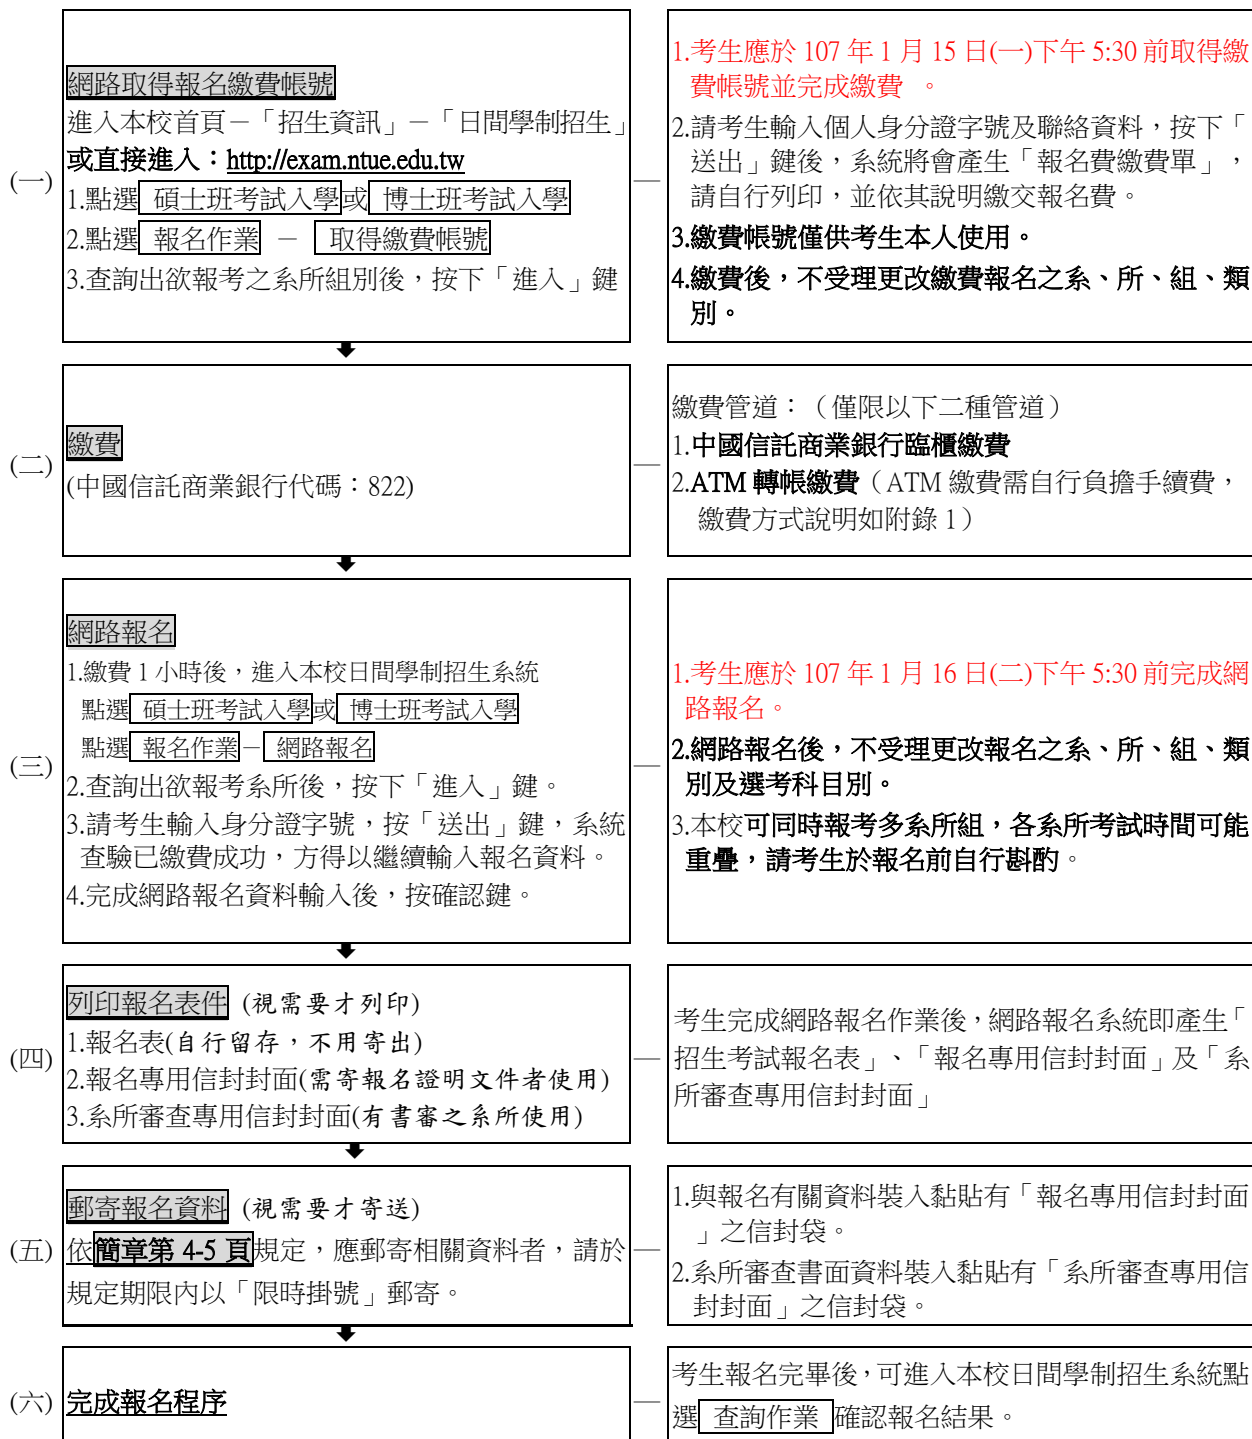 (一)
網路取得報名繳費帳號
進入本校首頁－「招生資訊」－「日間學制招生」
或直接進入：http://exam.ntue.edu.tw
1.點選 碩士班考試入學或 博士班考試入學
2.點選 報名作業 － 取得繳費帳號
3.查詢出欲報考之系所組別後，按下「進入」鍵
1.考生應於 107 年 1 月 15 日(一)下午 5:30 前取得繳
費帳號並完成繳費 。
2.請考生輸入個人身分證字號及聯絡資料，按下「
送出」鍵後，系統將會產生「報名費繳費單」，
請自行列印，並依其說明繳交報名費。
3.繳費帳號僅供考生本人使用。
4.繳費後，不受理更改繳費報名之系、所、組、類
別。
(二)
繳費
(中國信託商業銀行代碼：822)
繳費管道：（僅限以下二種管道）
1.中國信託商業銀行臨櫃繳費
2.ATM 轉帳繳費（ATM 繳費需自行負擔手續費，
繳費方式說明如附錄 1）
(三)
網路報名
1.繳費 1 小時後，進入本校日間學制招生系統
點選 碩士班考試入學或 博士班考試入學
點選 報名作業－ 網路報名
2.查詢出欲報考系所後，按下「進入」鍵。
3.請考生輸入身分證字號，按「送出」鍵，系統
查驗已繳費成功，方得以繼續輸入報名資料。
4.完成網路報名資料輸入後，按確認鍵。
1.考生應於 107 年 1 月 16 日(二)下午 5:30 前完成網
路報名。
2.網路報名後，不受理更改報名之系、所、組、類
別及選考科目別。
3.本校可同時報考多系所組，各系所考試時間可能
重疊，請考生於報名前自行斟酌。
(四)
列印報名表件 (視需要才列印)
1.報名表(自行留存，不用寄出)
2.報名專用信封封面(需寄報名證明文件者使用)
3.系所審查專用信封封面(有書審之系所使用)
考生完成網路報名作業後，網路報名系統即產生「
招生考試報名表」、「報名專用信封封面」及「系
所審查專用信封封面」
(五)
郵寄報名資料 (視需要才寄送)
依簡章第 4-5 頁規定，應郵寄相關資料者，請於
規定期限內以「限時掛號」郵寄。
1.與報名有關資料裝入黏貼有「報名專用信封封面
」之信封袋。
2.系所審查書面資料裝入黏貼有「系所審查專用信
封封面」之信封袋。
(六)
完成報名程序
考生報名完畢後，可進入本校日間學制招生系統點
選 查詢作業 確認報名結果。